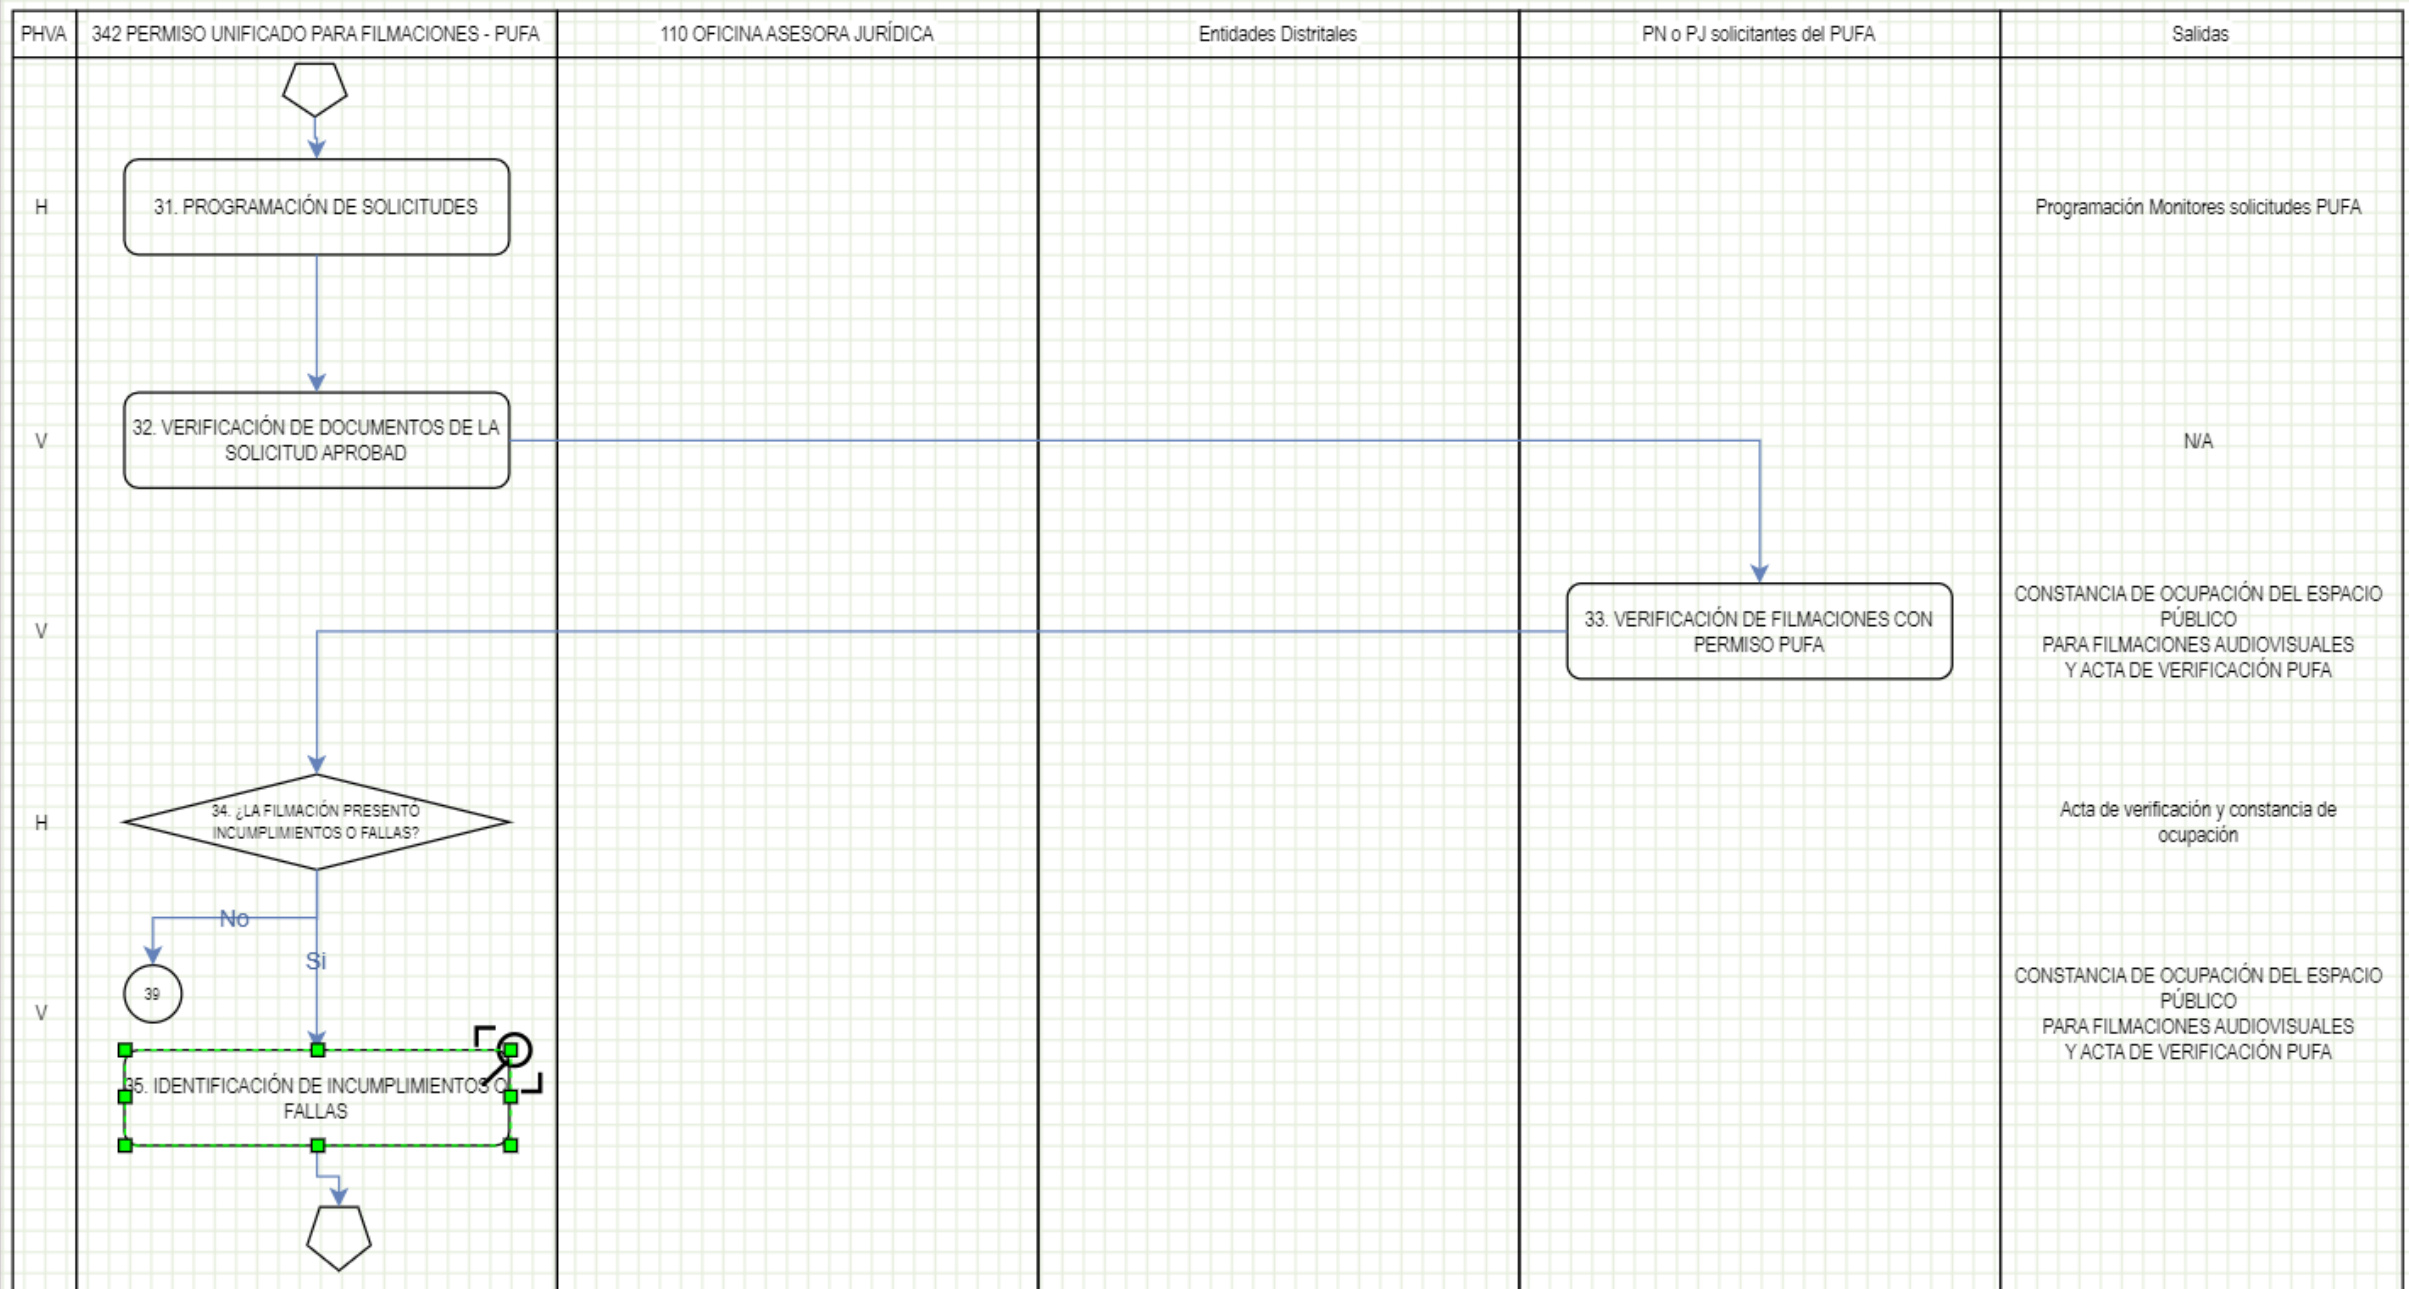 PHVA
342 PERMISO UNIFICADO PARA FILMACIONES - PUFA
110 OFICINA ASESORA JURÍDICA
Entidades Distritales
PN o PJ solicitantes del PUFA
Salidas
H
31. PROGRAMACIÓN DE SOLICITUDES
Programación Monitores solicitudes PUFA
V
32. VERIFICACIÓN DE DOCUMENTOS DE LA
SOLICITUD APROBAD
N/A
V
33. VERIFICACIÓN DE FILMACIONES CON
PERMISO PUFA
CONSTANCIA DE OCUPACIÓN DEL ESPACIO
PÚBLICO
PARA FILMACIONES AUDIOVISUALES
Y ACTA DE VERIFICACIÓN PUFA
H
34. ¿LA FILMACIÓN PRESENTÓ
INCUMPLIMIENTOS O FALLAS?
Acta de verificación y constancia de
ocupación
No
Si
39
V
CONSTANCIA DE OCUPACIÓN DEL ESPACIO
PÚBLICO
PARA FILMACIONES AUDIOVISUALES
Y ACTA DE VERIFICACIÓN PUFA
35. IDENTIFICACIÓN DE INCUMPLIMIENTOS O
FALLAS